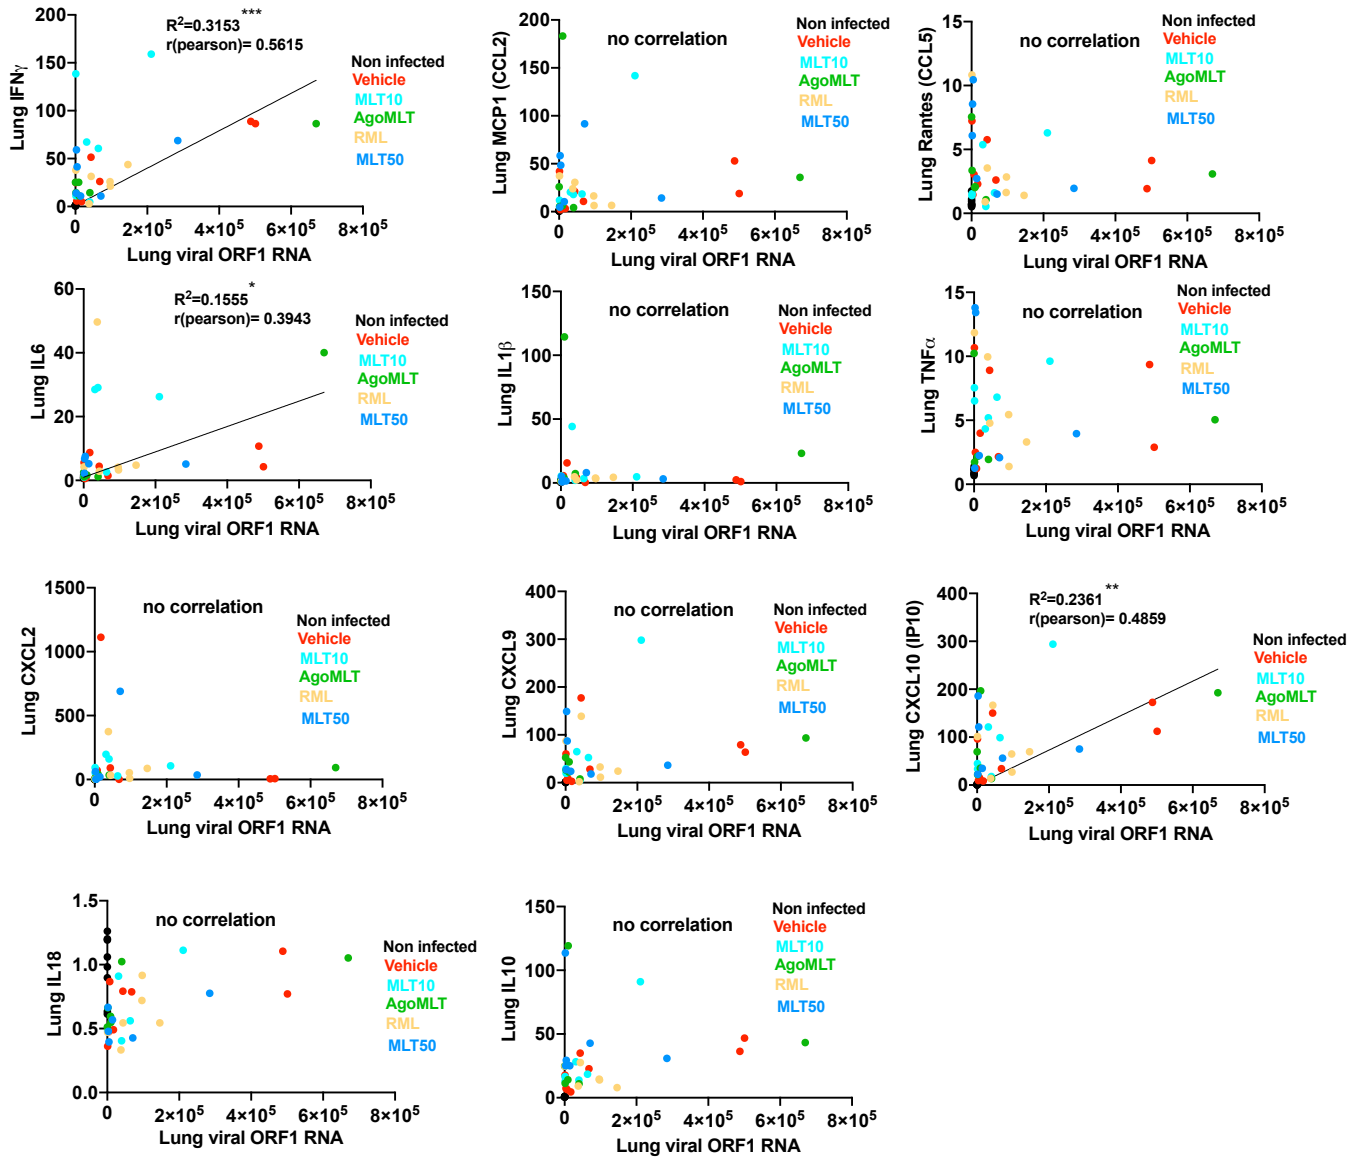 R²=0.3153 ***
r(pearson)= 0.5615
Lung IFNγ
200
150
100
50
0
0
2×10⁵
4×10⁵
6×10⁵
8×10⁵
Lung viral ORF1 RNA
Non infected
Vehicle
MLT10
AgoMLT
RML
MLT50
no correlation
Lung MCP1 (CCL2)
200
150
100
50
0
0
2×10⁵
4×10⁵
6×10⁵
8×10⁵
Lung viral ORF1 RNA
Non infected
Vehicle
MLT10
AgoMLT
RML
MLT50
no correlation
Lung Rantes (CCL5)
15
10
5
0
0
2×10⁵
4×10⁵
6×10⁵
8×10⁵
Lung viral ORF1 RNA
Non infected
Vehicle
MLT10
AgoMLT
RML
MLT50
R²=0.1555 *
r(pearson)= 0.3943
Lung IL6
60
40
20
0
0
2×10⁵
4×10⁵
6×10⁵
8×10⁵
Lung viral ORF1 RNA
Non infected
Vehicle
MLT10
AgoMLT
RML
MLT50
no correlation
Lung IL1β
150
100
50
0
0
2×10⁵
4×10⁵
6×10⁵
8×10⁵
Lung viral ORF1 RNA
Non infected
Vehicle
MLT10
AgoMLT
RML
MLT50
no correlation
Lung TNFα
15
10
5
0
0
2×10⁵
4×10⁵
6×10⁵
8×10⁵
Lung viral ORF1 RNA
Non infected
Vehicle
MLT10
AgoMLT
RML
MLT50
no correlation
Lung CXCL2
1500
1000
500
0
0
2×10⁵
4×10⁵
6×10⁵
8×10⁵
Lung viral ORF1 RNA
Non infected
Vehicle
MLT10
AgoMLT
RML
MLT50
no correlation
Lung CXCL9
400
300
200
100
0
0
2×10⁵
4×10⁵
6×10⁵
8×10⁵
Lung viral ORF1 RNA
Non infected
Vehicle
MLT10
AgoMLT
RML
MLT50
R²=0.2361 **
r(pearson)= 0.4859
Lung CXCL10 (IP10)
400
300
200
100
0
0
2×10⁵
4×10⁵
6×10⁵
8×10⁵
Lung viral ORF1 RNA
Non infected
Vehicle
MLT10
AgoMLT
RML
MLT50
no correlation
Lung IL18
1.5
1.0
0.5
0.0
0
2×10⁵
4×10⁵
6×10⁵
8×10⁵
Lung viral ORF1 RNA
Non infected
Vehicle
MLT10
AgoMLT
RML
MLT50
no correlation
Lung IL10
150
100
50
0
0
2×10⁵
4×10⁵
6×10⁵
8×10⁵
Lung viral ORF1 RNA
Non infected
Vehicle
MLT10
AgoMLT
RML
MLT50